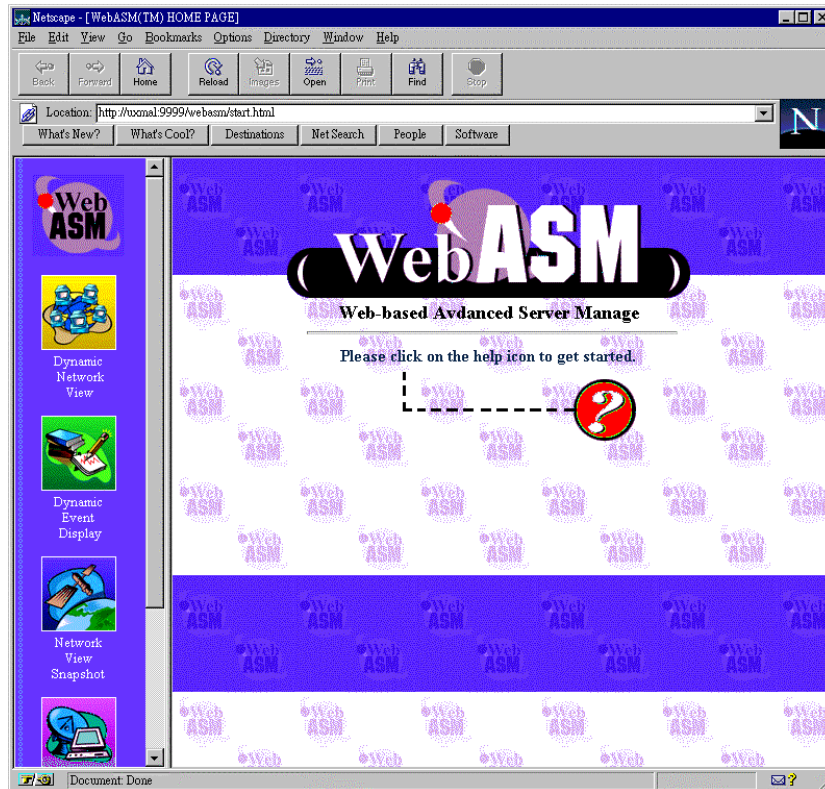 Netscape - [WebASM(TM) HOME PAGE]
File Edit View Go Bookmarks Options Directory Window Help
Back Forward Home Reload Images Open Print Find Stop
Location: http://uxmal:9999/webasm/start.html
What's New? What's Cool? Destinations Net Search People Software
N
Web
ASM
Dynamic
Network
View
Dynamic
Event
Display
Network
View
Snapshot
WebASM
Web-based Avdanced Server Manage
Please click on the help icon to get started.
?
Document: Done